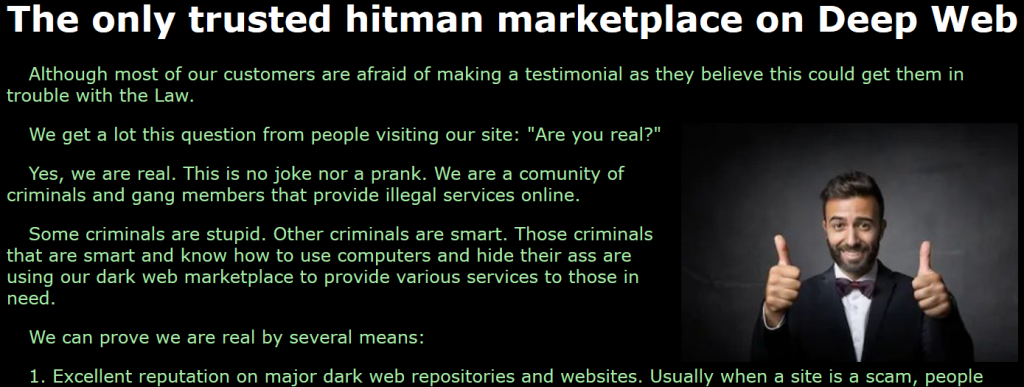 The only trusted hitman marketplace on Deep Web
Although most of our customers are afraid of making a testimonial as they believe this could get them in
trouble with the Law.
We get a lot this question from people visiting our site: "Are you real?"
Yes, we are real. This is no joke nor a prank. We are a comunity of
criminals and gang members that provide illegal services online.
Some criminals are stupid. Other criminals are smart. Those criminals
that are smart and know how to use computers and hide their ass are
using our dark web marketplace to provide various services to those in
need.
We can prove we are real by several means:
1. Excellent reputation on major dark web repositories and websites. Usually when a site is a scam, people